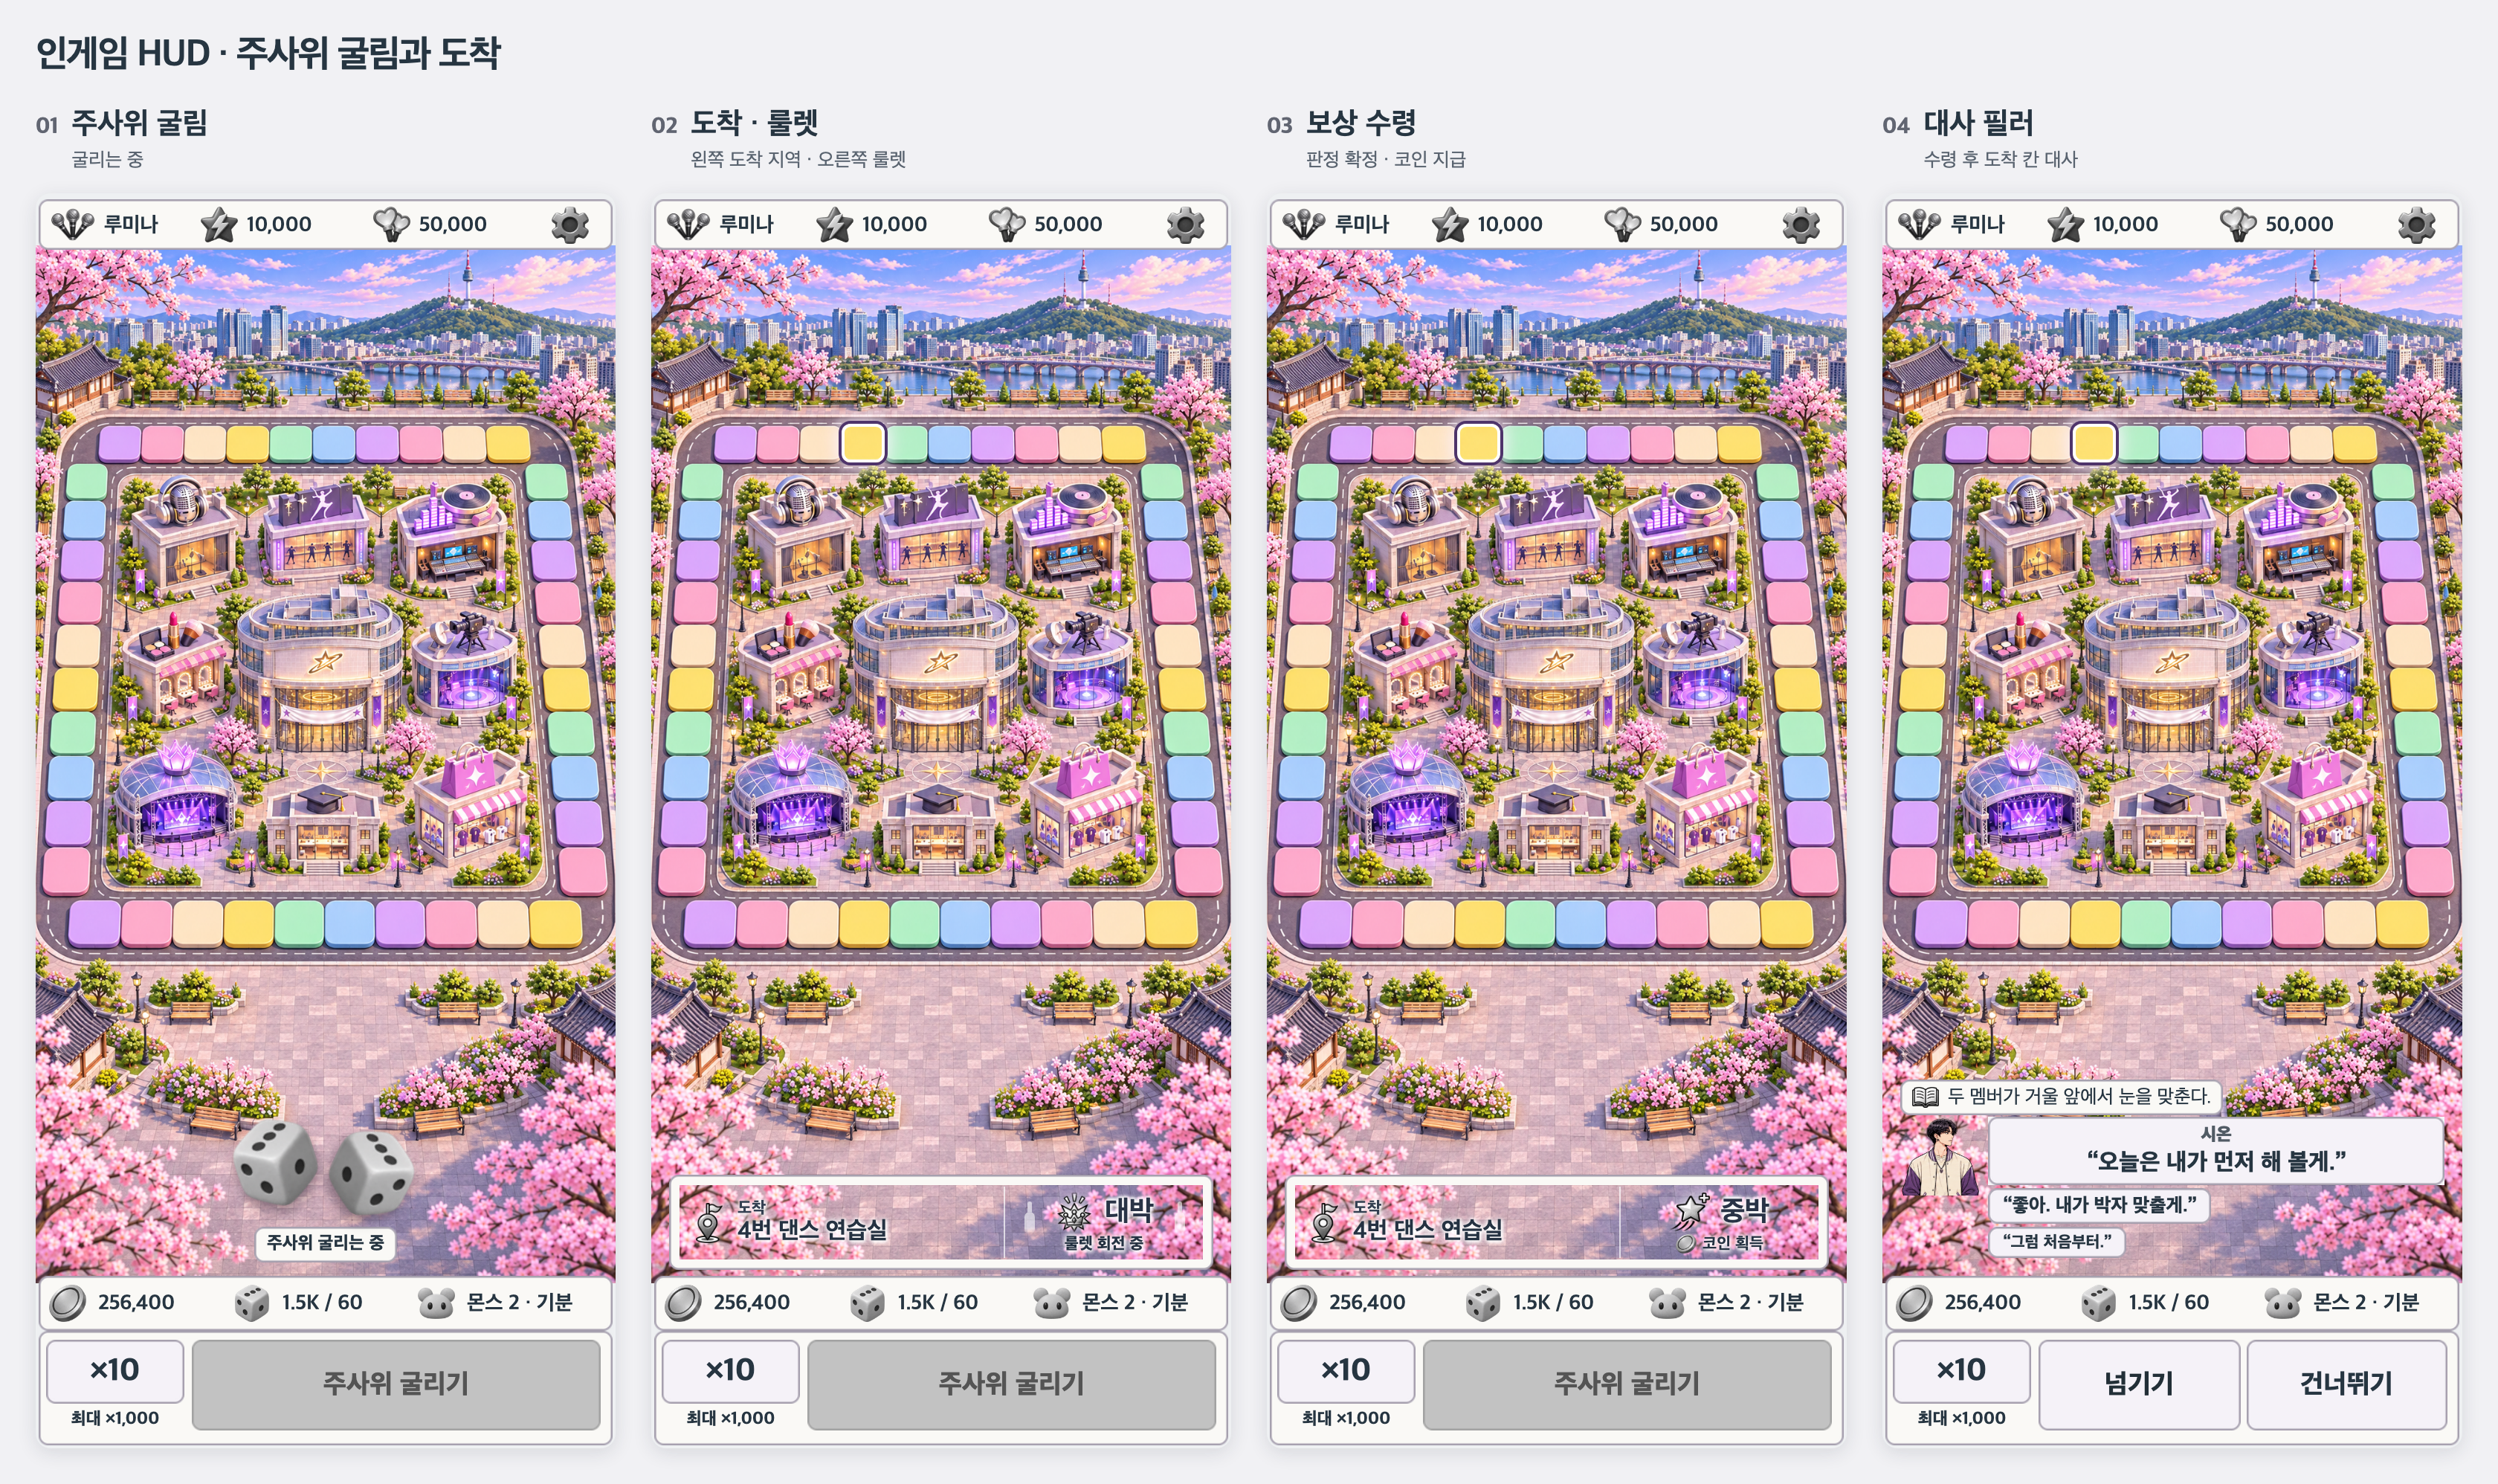 인게임 HUD · 주사위 굴림과 도착
01 주사위 굴림
굴리는 중
루미나 10,000 50,000
주사위 굴리는 중
256,400 1.5K / 60 몬스 2 · 기분
×10
주사위 굴리기
최대 ×1,000
02 도착 · 룰렛
왼쪽 도착 지역 · 오른쪽 룰렛
루미나 10,000 50,000
도착
4번 댄스 연습실
대박
룰렛 회전 중
256,400 1.5K / 60 몬스 2 · 기분
×10
주사위 굴리기
최대 ×1,000
03 보상 수령
판정 확정 · 코인 지급
루미나 10,000 50,000
도착
4번 댄스 연습실
중박
코인 획득
256,400 1.5K / 60 몬스 2 · 기분
×10
주사위 굴리기
최대 ×1,000
04 대사 필러
수령 후 도착 칸 대사
루미나 10,000 50,000
두 멤버가 거울 앞에서 눈을 맞춘다.
시온
“오늘은 내가 먼저 해 볼게.”
“좋아. 내가 박자 맞출게.”
“그럼 처음부터.”
256,400 1.5K / 60 몬스 2 · 기분
×10
넘기기
건너뛰기
최대 ×1,000